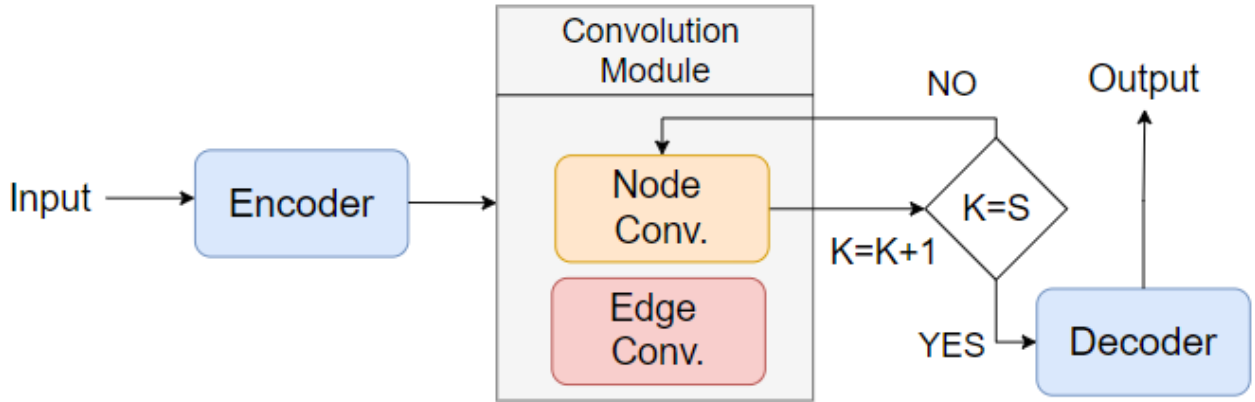 Convolution
Module
NO
Output
Input
Encoder
Node
Conv.
K=S
K=K+1
Edge
Conv.
YES
Decoder